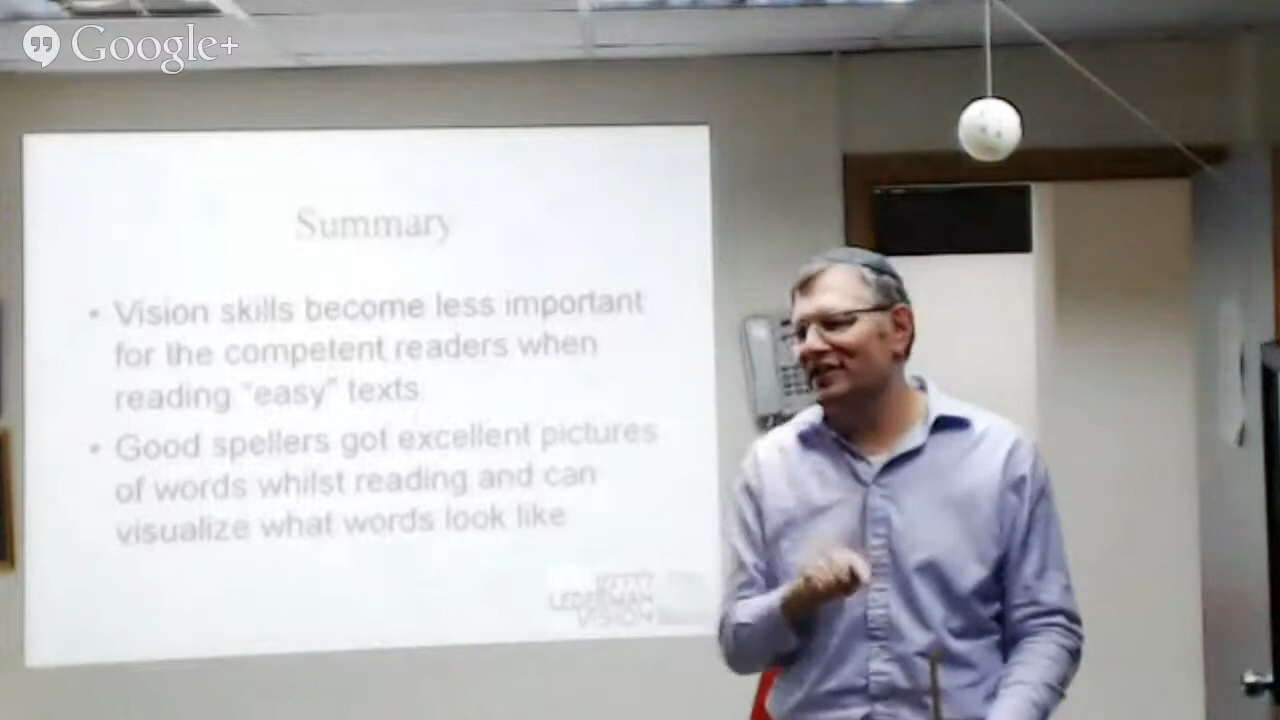 Google+
Summary
• Vision skills become less important
for the competent readers when
reading "easy" texts
• Good spellers got excellent pictures
of words whilst reading and can
visualize what words look like
LEDERMAN
VISION